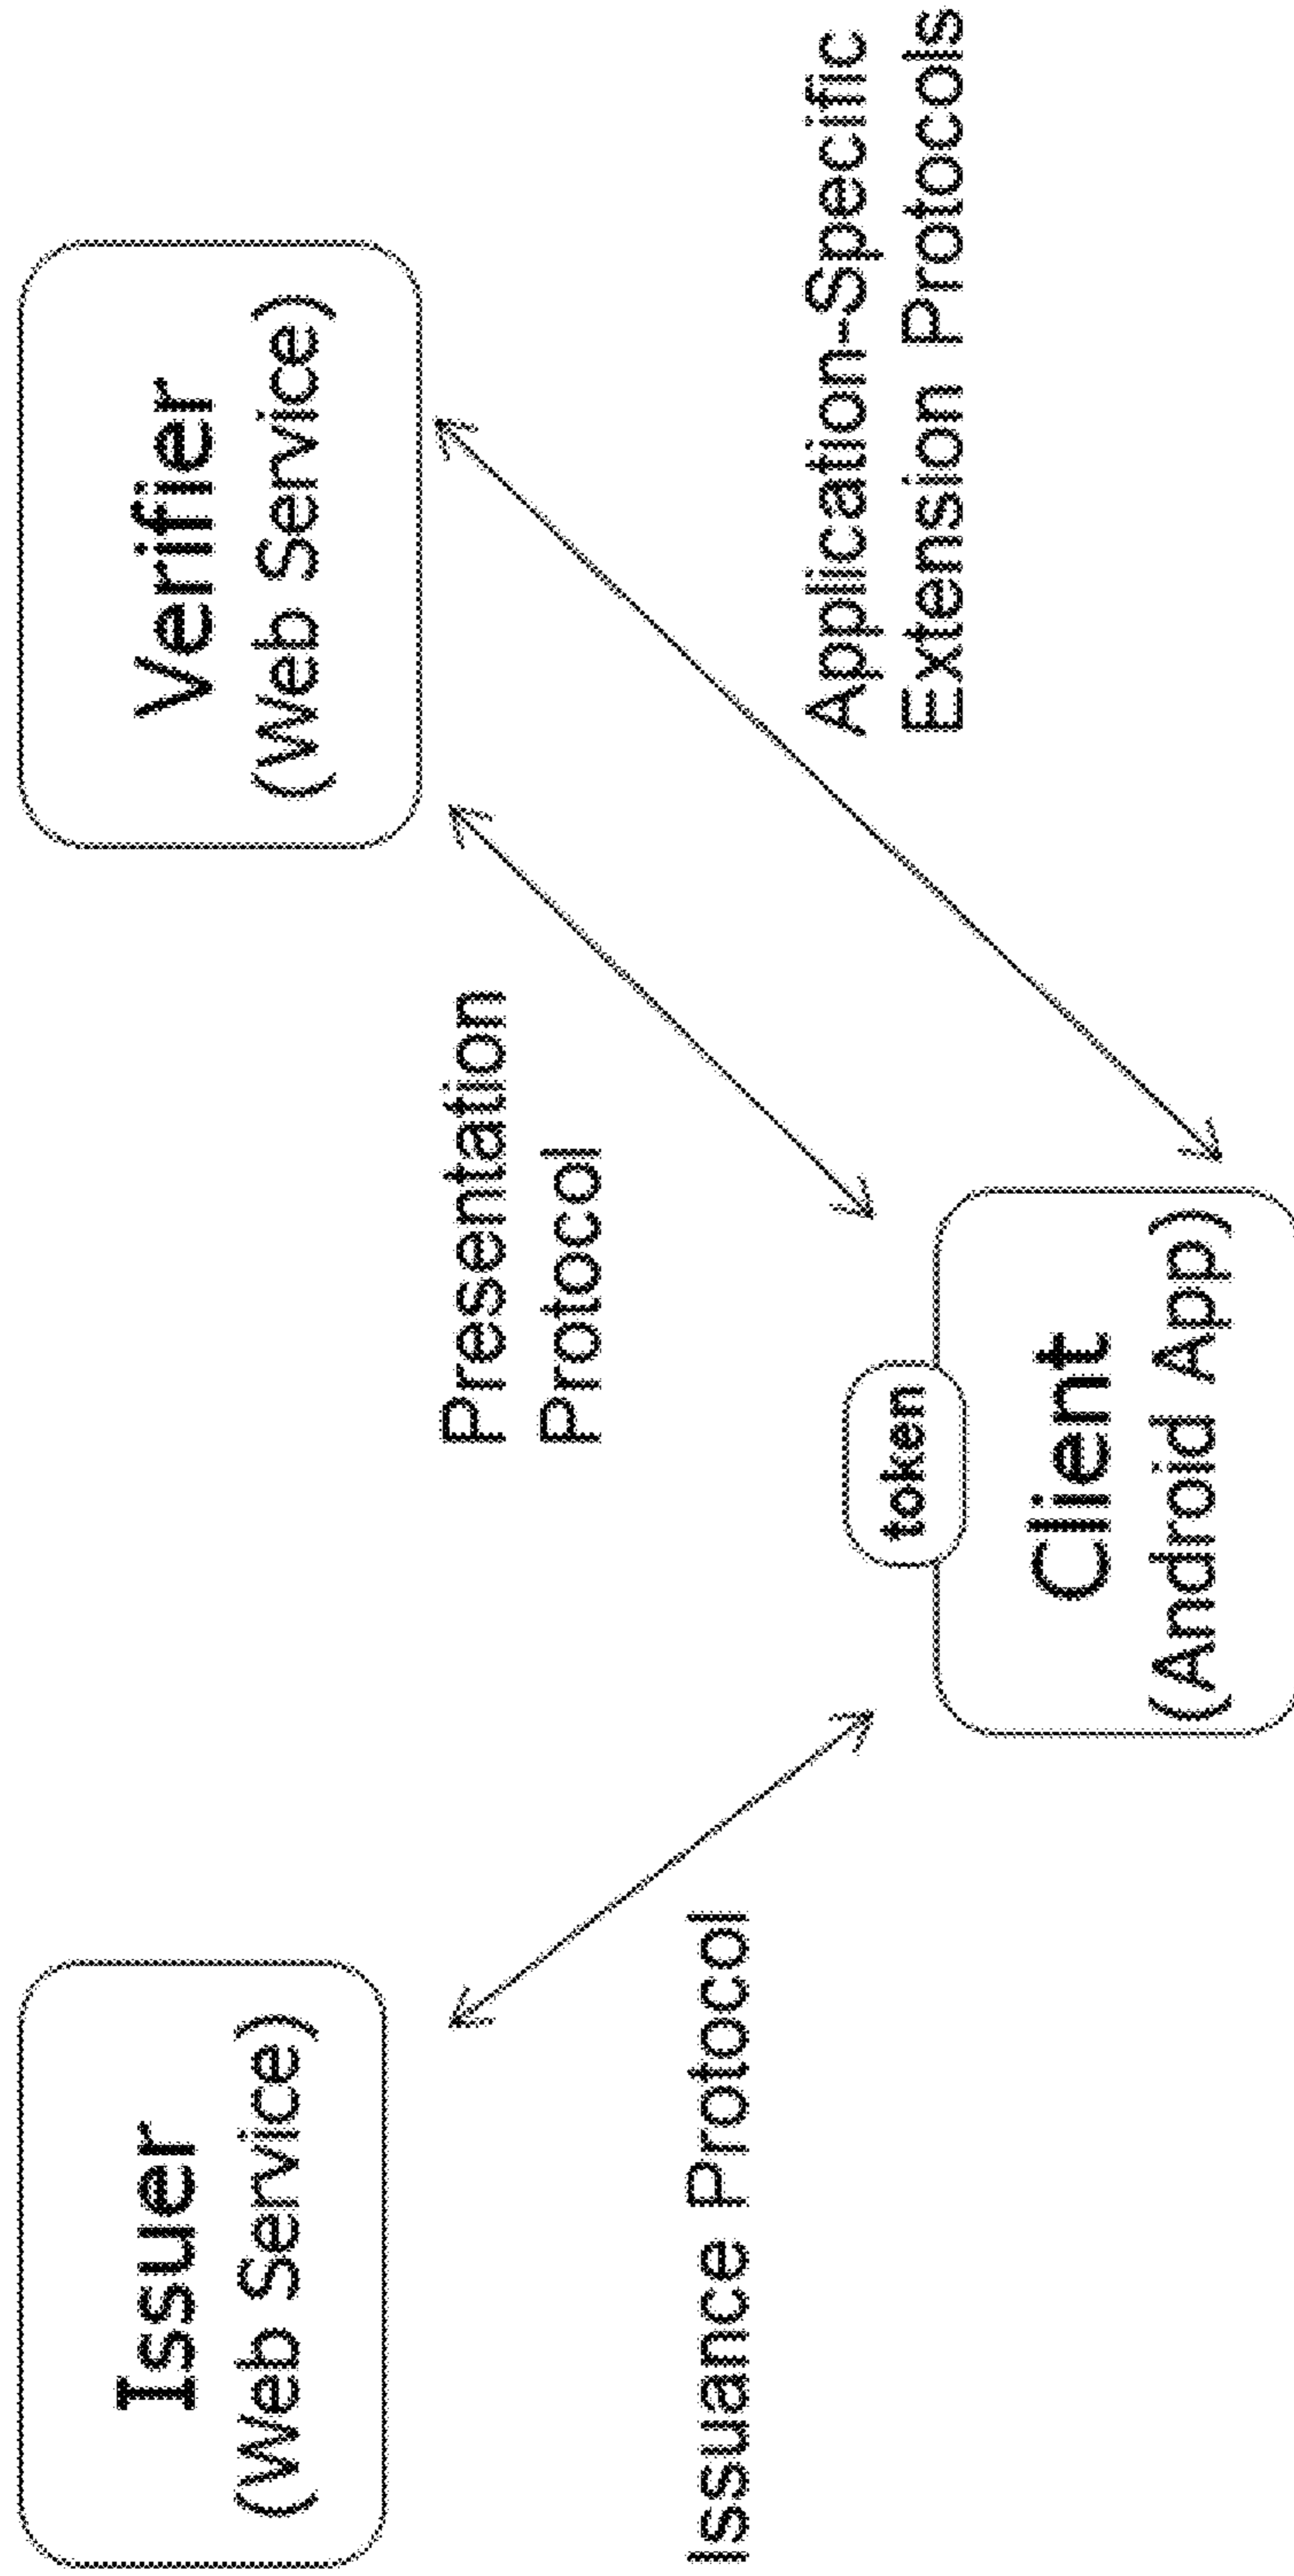 Issuer
(Web Service)
Verifier
(Web Service)
Presentation
Protocol
Issuance Protocol
Application-Specific
Extension Protocols
token
Client
(Android App)